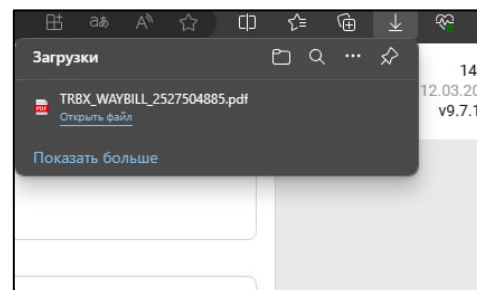 Загрузки
TRBX_WAYBILL_2527504885.pdf
Открыть файл
Показать больше
14
12.03.20
v9.7.1